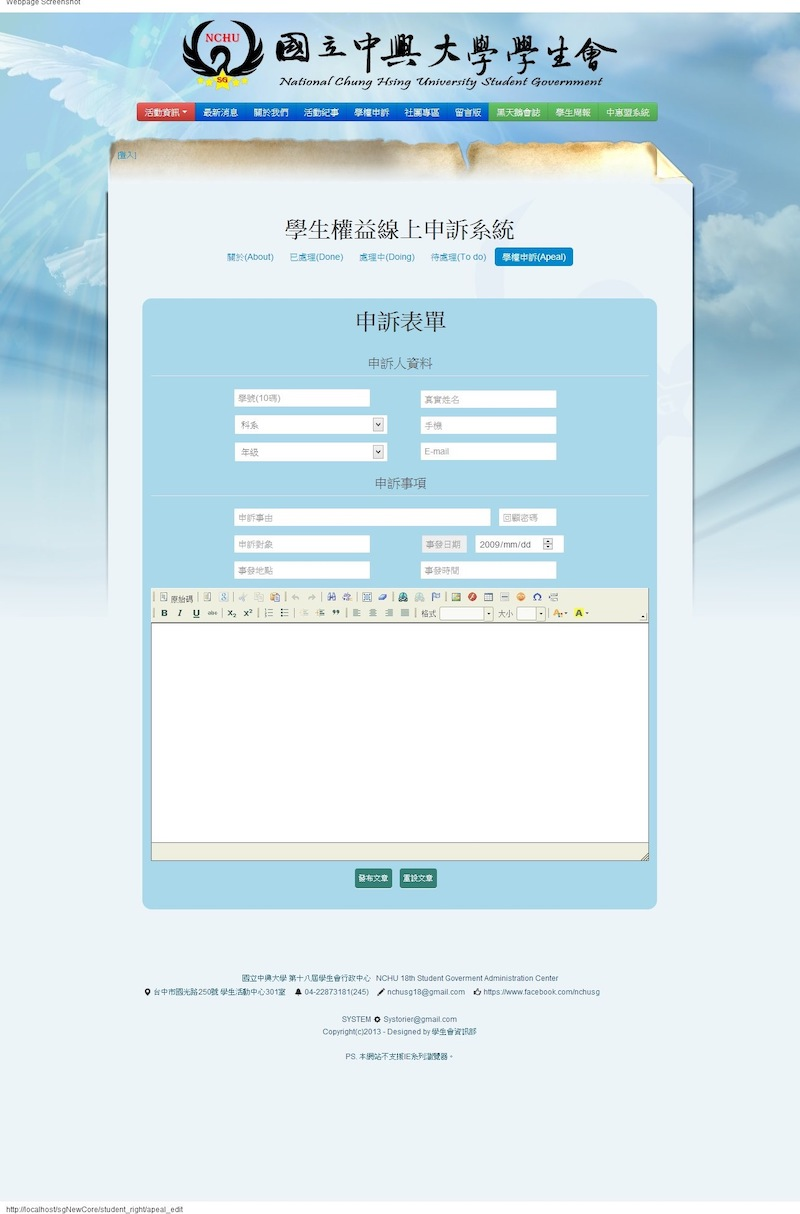 Webpage Screenshot
NCHU
SG
國立中興大學學生會
National Chung Hsing University Student Government
活動資訊 最新消息 關於我們 活動紀事 學權申訴 社團專區 留言版 黑天鵝會誌 學生周報 中惠盟系統
[登入]
學生權益線上申訴系統
關於(About) 已處理(Done) 處理中(Doing) 待處理(To do) 學權申訴(Apeal)
申訴表單
申訴人資料
學號(10碼) 真實姓名
科系 手機
年級 E-mail
申訴事項
申訴事由 回顧密碼
申訴對象 事發日期 2009/mm/dd
事發地點 事發時間
原始碼
B I U abc X₂ X² 格式 大小 A A
發布文章 重設文章
國立中興大學 第十八屆學生會行政中心 NCHU 18th Student Goverment Administration Center
台中市國光路250號 學生活動中心301室 04-22873181(245) nchusg18@gmail.com https://www.facebook.com/nchusg
SYSTEM Systorier@gmail.com
Copyright(c)2013 - Designed by 學生會資訊部
PS. 本網站不支援IE系列瀏覽器。
http://localhost/sgNewCore/student_right/apeal_edit